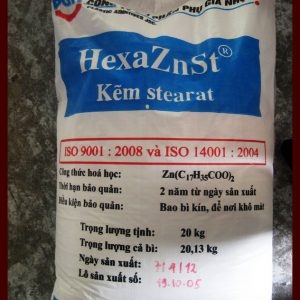 PHỤ GIA NHỰ
HexaZnSt®
Kẽm stearat
ISO 9001 : 2008 và ISO 14001 : 2004
Công thức hoá học: Zn(C₁₇H₃₅COO)₂
Thời hạn bảo quản: 2 năm từ ngày sản xuất
Điều kiện bảo quản: Bao bì kín, để nơi khô mát
Trọng lượng tịnh: 20 kg
Trọng lượng cả bì: 20,13 kg
Ngày sản xuất:
Lô sản xuất số: